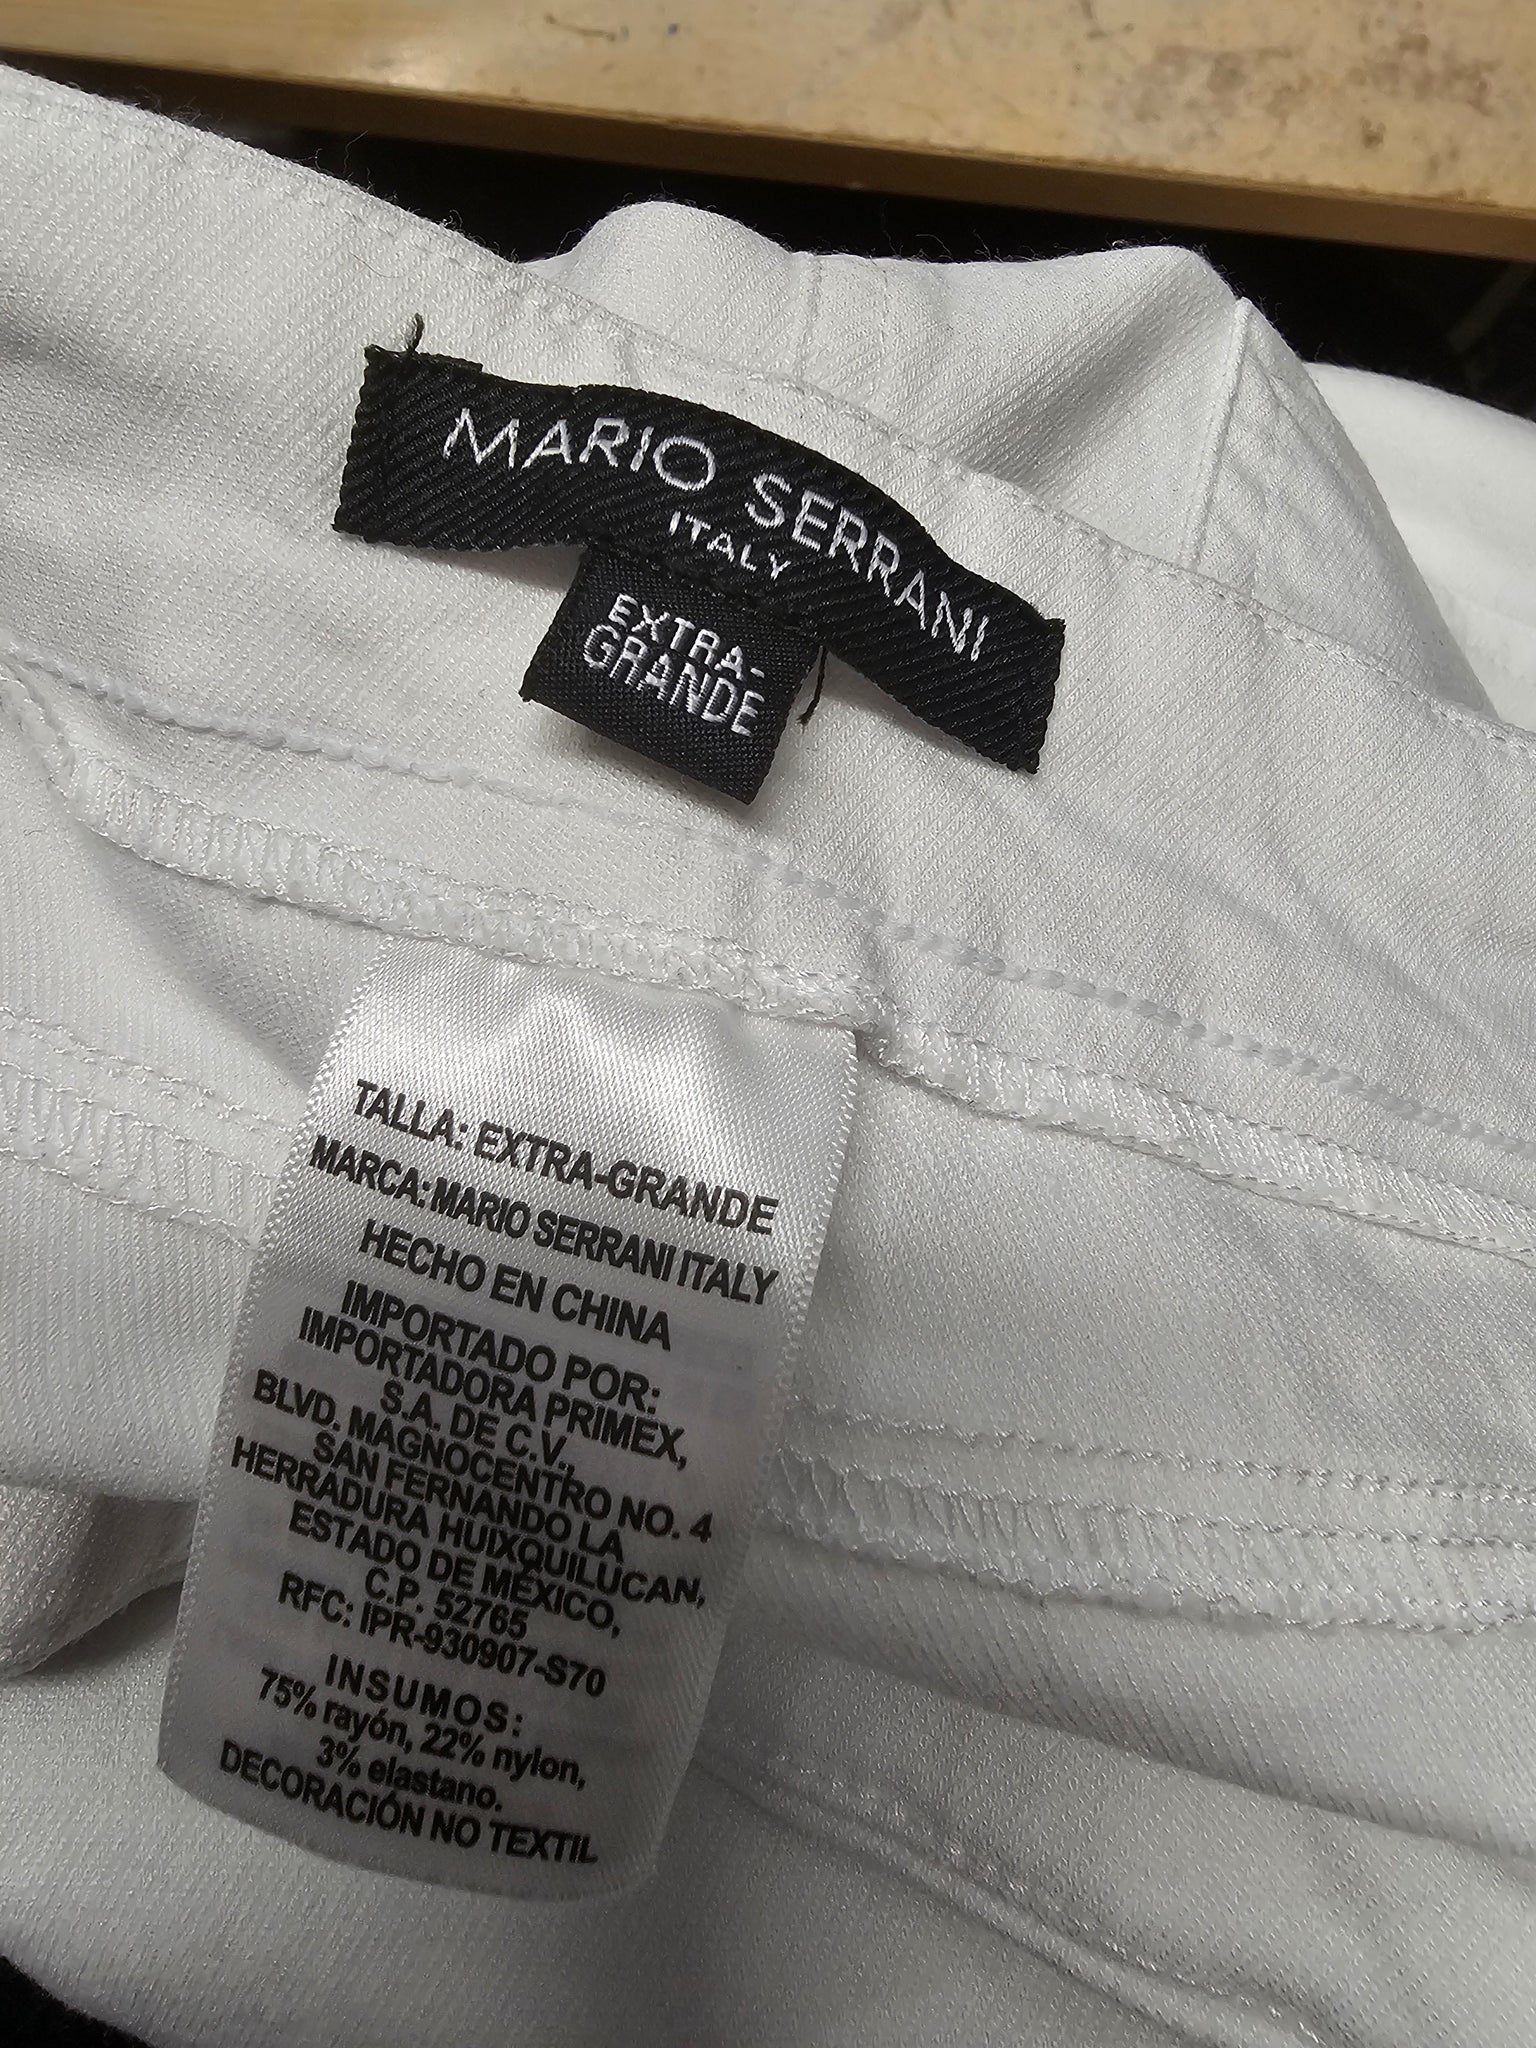 MARIO SERRANI
ITALY
EXTRA-
GRANDE
TALLA: EXTRA-GRANDE
MARCA: MARIO SERRANI ITALY
HECHO EN CHINA
IMPORTADO POR:
IMPORTADORA PRIMEX,
S.A. DE C.V.,
BLVD. MAGNOCENTRO NO. 4
SAN FERNANDO LA
HERRADURA HUIXQUILUCAN,
ESTADO DE MÉXICO,
C.P. 52765
RFC: IPR-930907-S70
INSUMOS:
75% rayón, 22% nylon,
3% elastano.
DECORACIÓN NO TEXTIL